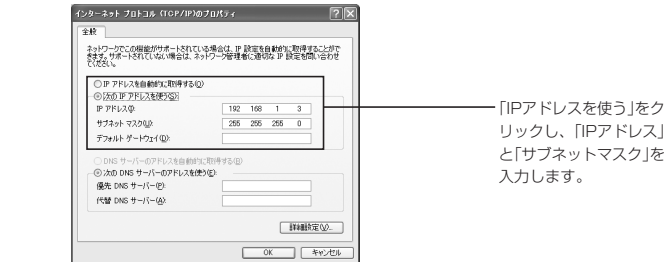 インターネット プロトコル (TCP/IP)のプロパティ
全般
ネットワークでこの機能がサポートされている場合は、IP 設定を自動的に取得することがで
きます。サポートされていない場合は、ネットワーク管理者に適切な IP 設定を問い合わせ
てください。
IP アドレスを自動的に取得する(O)
次の IP アドレスを使う(S):
IP アドレス(I): 192 168 1 3
サブネット マスク(U): 255 255 255 0
デフォルト ゲートウェイ(D):
DNS サーバーのアドレスを自動的に取得する(B)
次の DNS サーバーのアドレスを使う(E):
優先 DNS サーバー(P):
代替 DNS サーバー(A):
詳細設定(V)...
OK キャンセル
「IPアドレスを使う」をク
リックし、「IPアドレス」
と「サブネットマスク」を
入力します。